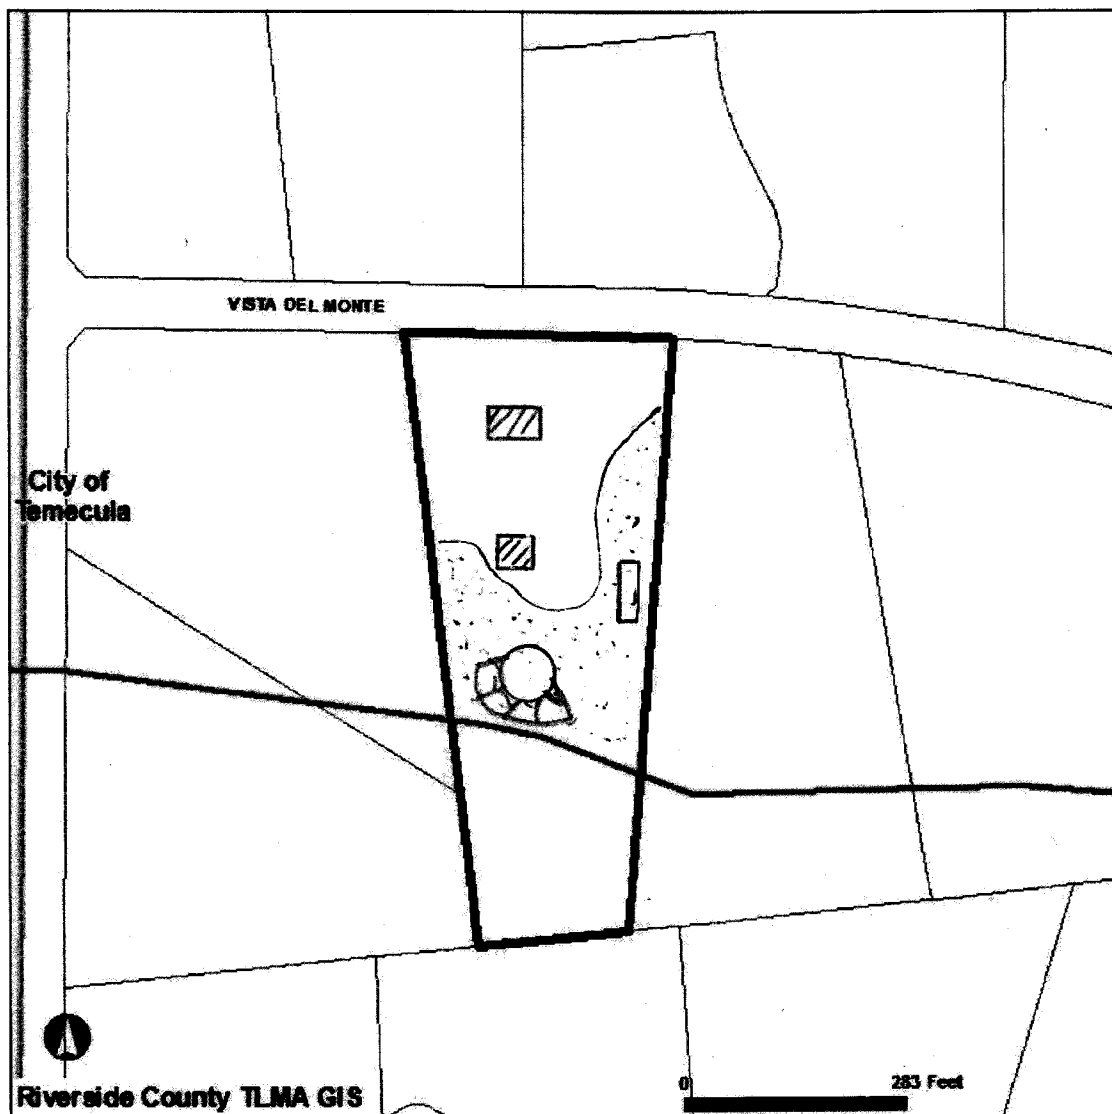 VISTA DEL MONTE
City of
Temecula
0 283 Feet
Riverside County TLMA GIS